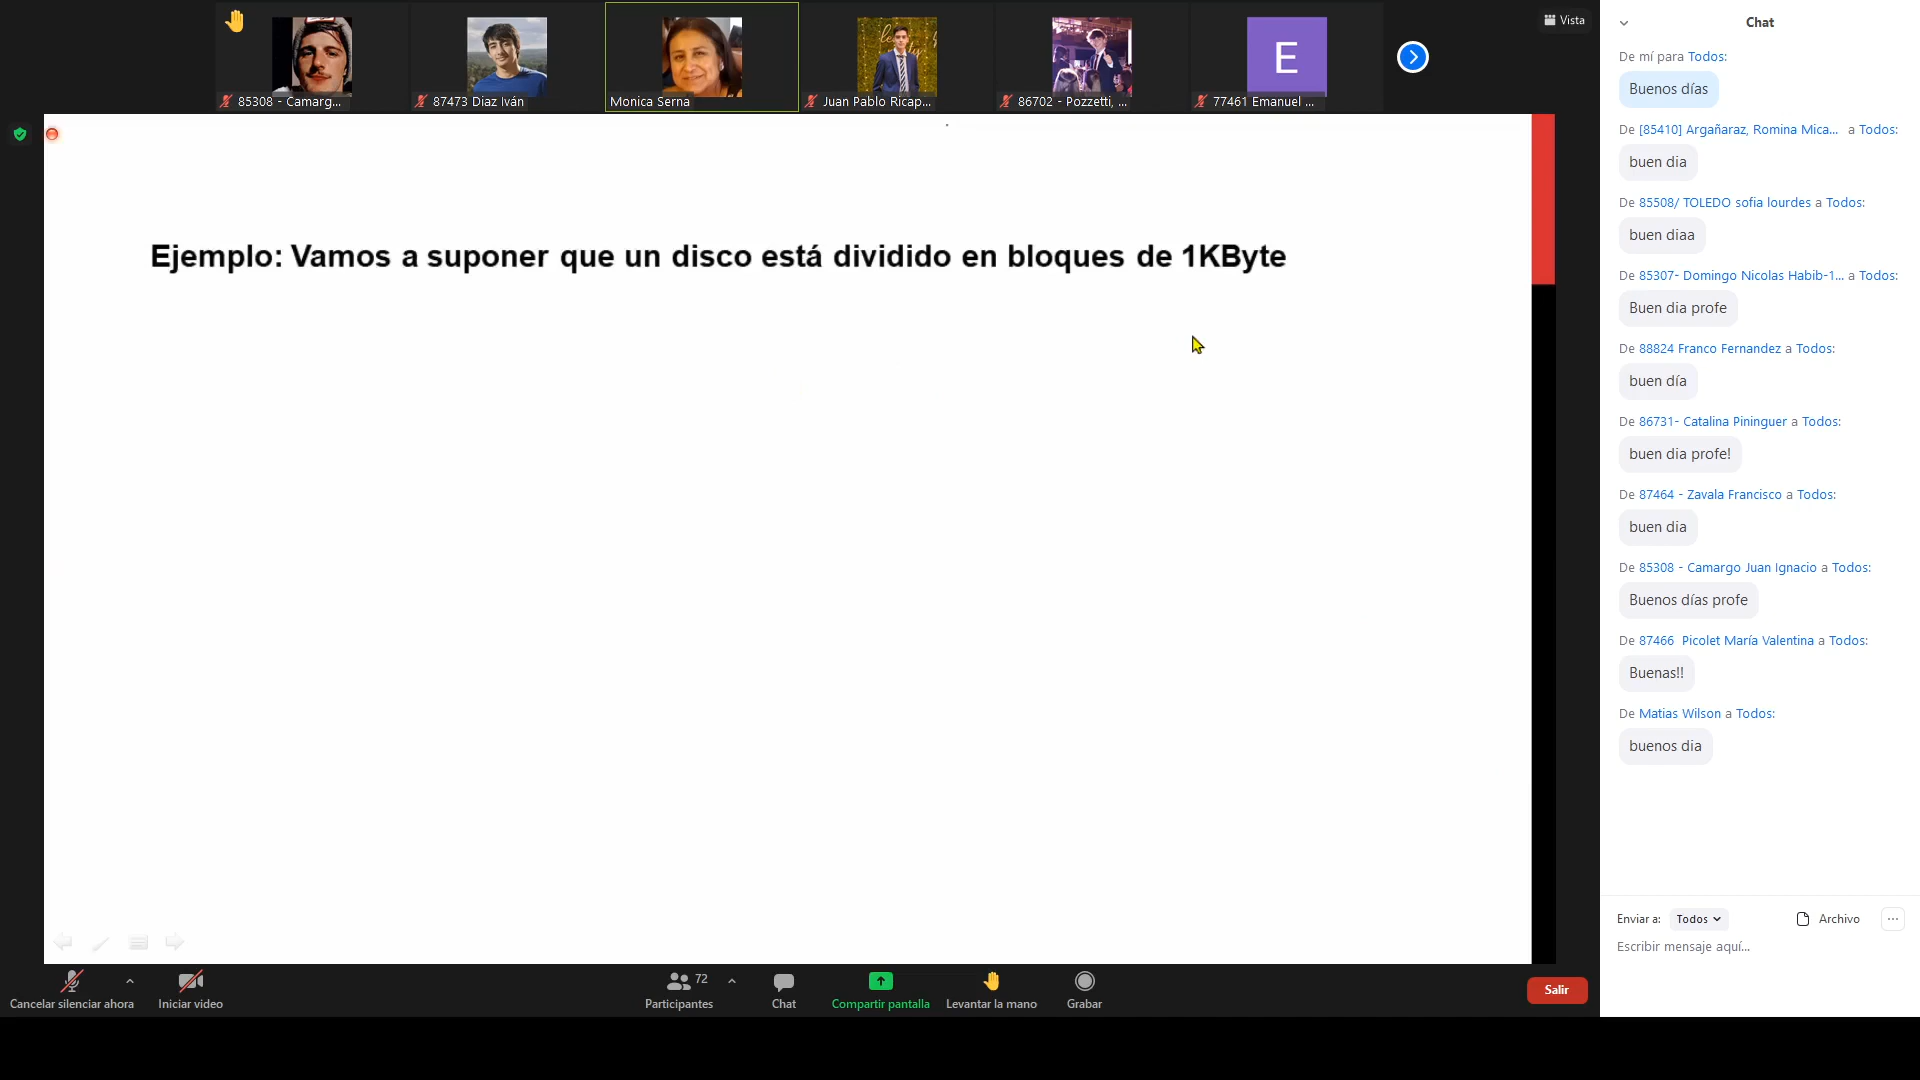 85308 - Camarg...
87473 Diaz Iván
Monica Serna
Juan Pablo Ricap...
86702 - Pozzetti, ...
E
77461 Emanuel ...
Vista
Ejemplo: Vamos a suponer que un disco está dividido en bloques de 1KByte
Cancelar silenciar ahora
Iniciar video
72
Participantes
Chat
Compartir pantalla
Levantar la mano
Grabar
Salir
Chat
De mí para Todos:
Buenos días
De [85410] Argañaraz, Romina Mica... a Todos:
buen dia
De 85508/ TOLEDO sofia lourdes a Todos:
buen diaa
De 85307- Domingo Nicolas Habib-1... a Todos:
Buen dia profe
De 88824 Franco Fernandez a Todos:
buen día
De 86731- Catalina Pininguer a Todos:
buen dia profe!
De 87464 - Zavala Francisco a Todos:
buen dia
De 85308 - Camargo Juan Ignacio a Todos:
Buenos días profe
De 87466  Picolet María Valentina a Todos:
Buenas!!
De Matias Wilson a Todos:
buenos dia
Enviar a: Todos
Archivo
Escribir mensaje aquí...